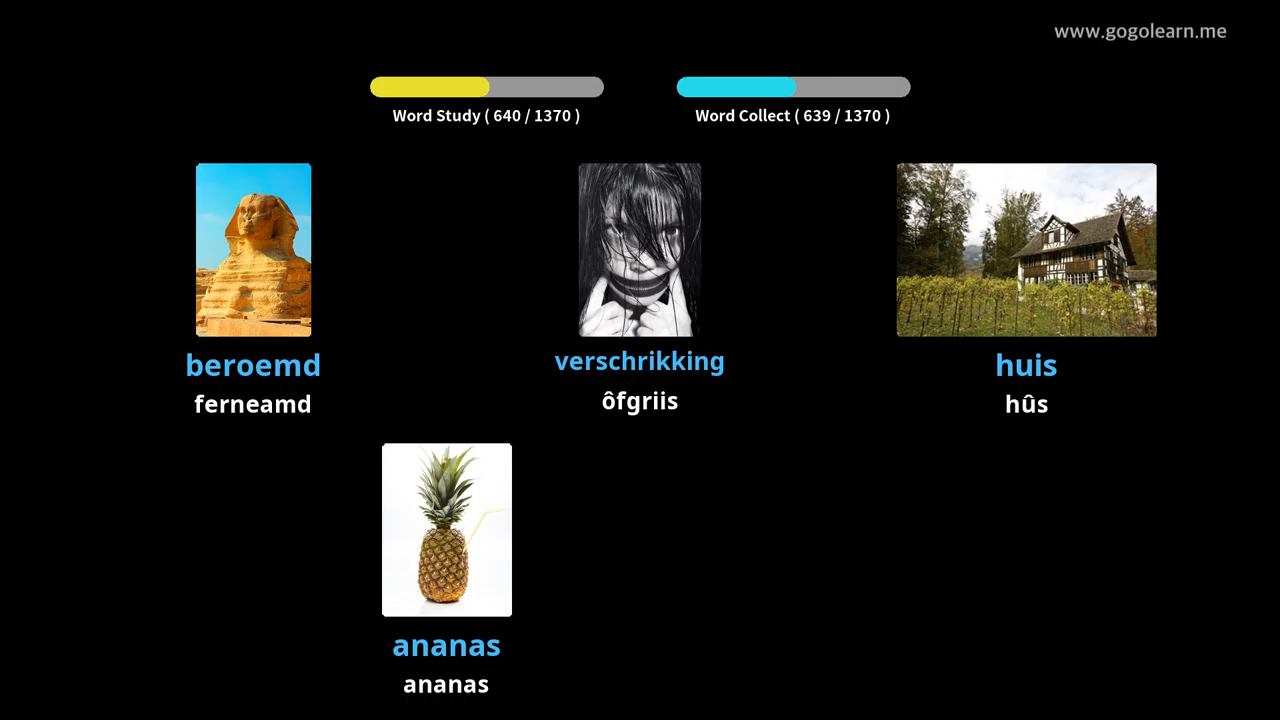 www.gogolearn.me
Word Study ( 640 / 1370 )
Word Collect ( 639 / 1370 )
beroemd
ferneamd
verschrikking
ôfgriis
huis
hûs
ananas
ananas